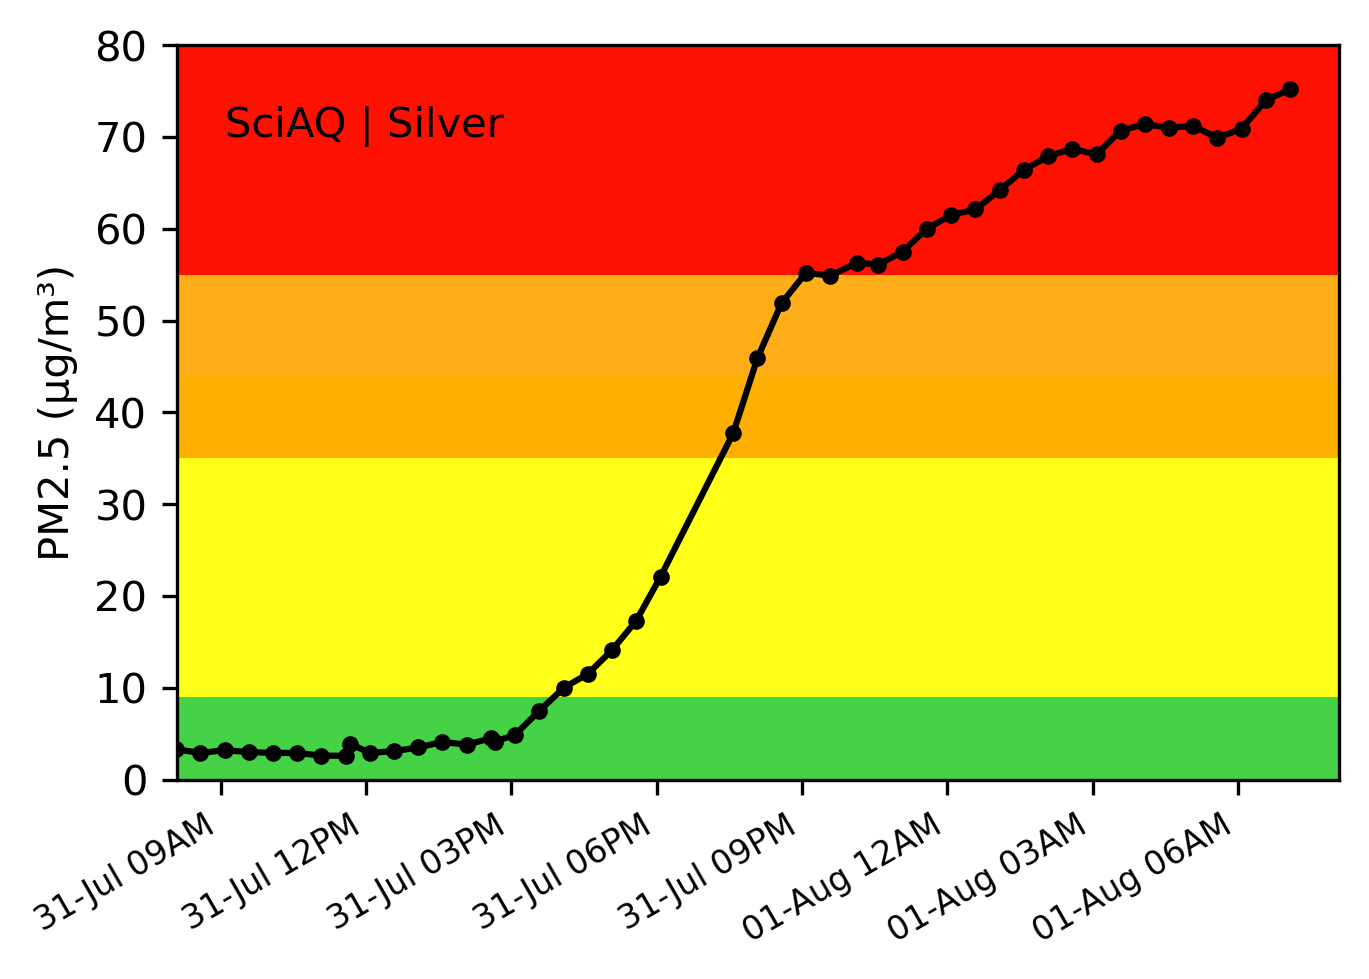 80
70
60
50
40
30
20
10
0
PM2.5 (µg/m³)
SciAQ | Silver
31-Jul 09AM
31-Jul 12PM
31-Jul 03PM
31-Jul 06PM
31-Jul 09PM
01-Aug 12AM
01-Aug 03AM
01-Aug 06AM